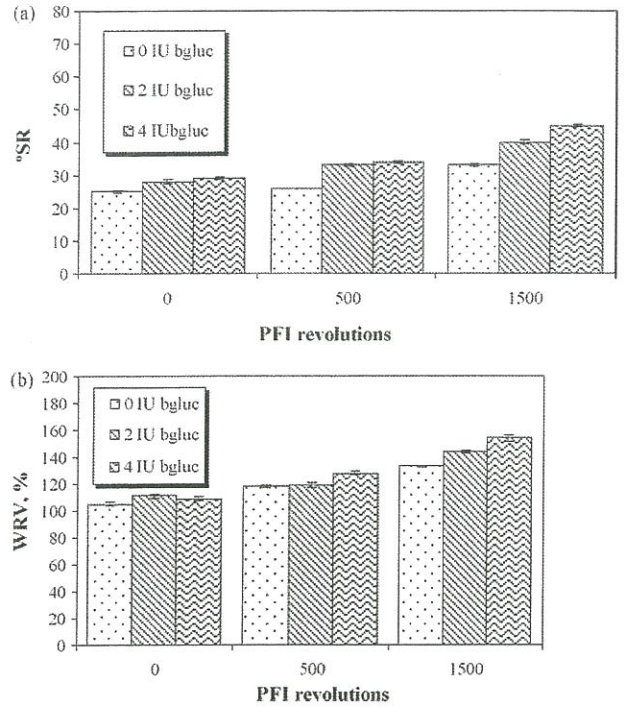 (a)
80
70
60
50
40
30
20
10
0
ºSR
0 IU bgluc
2 IU bgluc
4 IUbgluc
0 500 1500
PFI revolutions
(b)
200
180
160
140
120
100
80
60
40
20
0
WRV, %
0 IU bgluc
2 IU bgluc
4 IU bgluc
0 500 1500
PFI revolutions